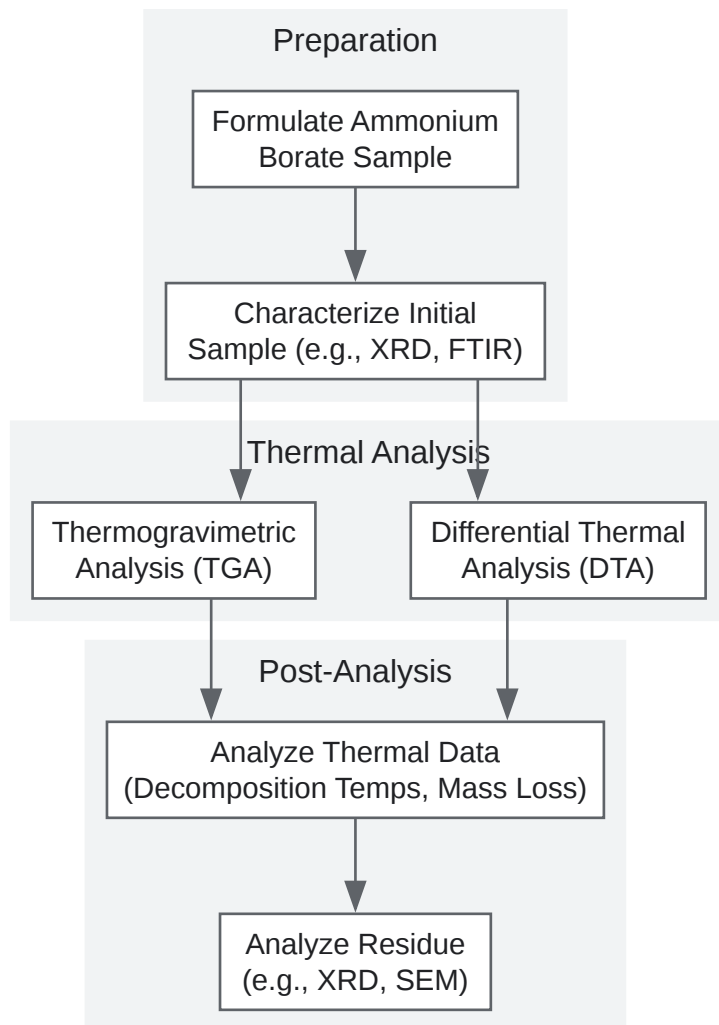 Preparation
Formulate Ammonium
Borate Sample
Characterize Initial
Sample (e.g., XRD, FTIR)
Thermal Analysis
Thermogravimetric
Analysis (TGA)
Differential Thermal
Analysis (DTA)
Post-Analysis
Analyze Thermal Data
(Decomposition Temps, Mass Loss)
Analyze Residue
(e.g., XRD, SEM)